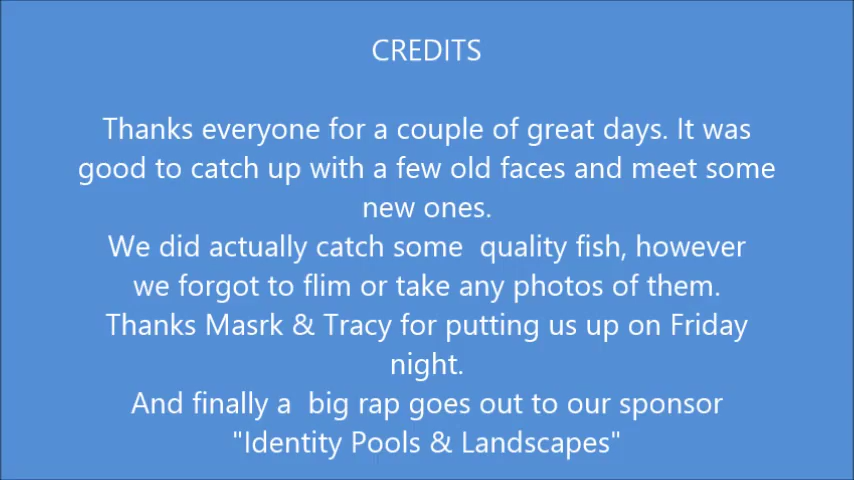 CREDITS
Thanks everyone for a couple of great days. It was
good to catch up with a few old faces and meet some
new ones.
We did actually catch some  quality fish, however
we forgot to flim or take any photos of them.
Thanks Masrk & Tracy for putting us up on Friday
night.
And finally a  big rap goes out to our sponsor
"Identity Pools & Landscapes"